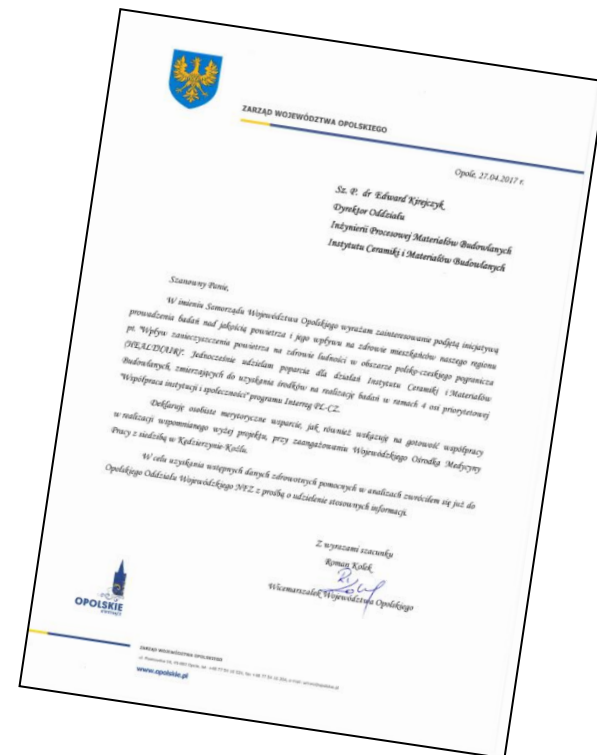 ZARZĄD WOJEWÓDZTWA OPOLSKIEGO
Opole, 27.04.2017 r.
Sz. P. dr Edward Kirejczyk
Dyrektor Oddziału
Inżynierii Procesowej Materiałów Budowlanych
Instytutu Ceramiki i Materiałów Budowlanych
Szanowny Panie,
W imieniu Samorządu Województwa Opolskiego wyrażam zainteresowanie podjętą inicjatywą
prowadzenia badań nad jakością powietrza i jego wpływu na zdrowie mieszkańców naszego regionu
pt. "Wpływ zanieczyszczenia powietrza na zdrowie ludności w obszarze polsko-czeskiego pogranicza
(HEALTHAIR)". Jednocześnie udzielam poparcia dla działań Instytutu Ceramiki i Materiałów
Budowlanych, zmierzających do uzyskania środków na realizację badań w ramach 4 osi priorytetowej
"Współpraca instytucji i społeczności" programu Interreg PL-CZ.
Deklaruję osobiste merytoryczne wsparcie, jak również wskazuję na gotowość współpracy
w realizacji wspomnianego wyżej projektu, przy zaangażowaniu Wojewódzkiego Ośrodka Medycyny
Pracy z siedzibą w Kędzierzynie-Koźlu.
W celu uzyskania wstępnych danych zdrowotnych pomocnych w analizach zwróciłem się już do
Opolskiego Oddziału Wojewódzkiego NFZ z prośbą o udzielenie stosownych informacji.
Z wyrazami szacunku
Roman Kolek
Wicemarszałek Województwa Opolskiego
OPOLSKIE
ZARZĄD WOJEWÓDZTWA OPOLSKIEGO
www.opolskie.pl